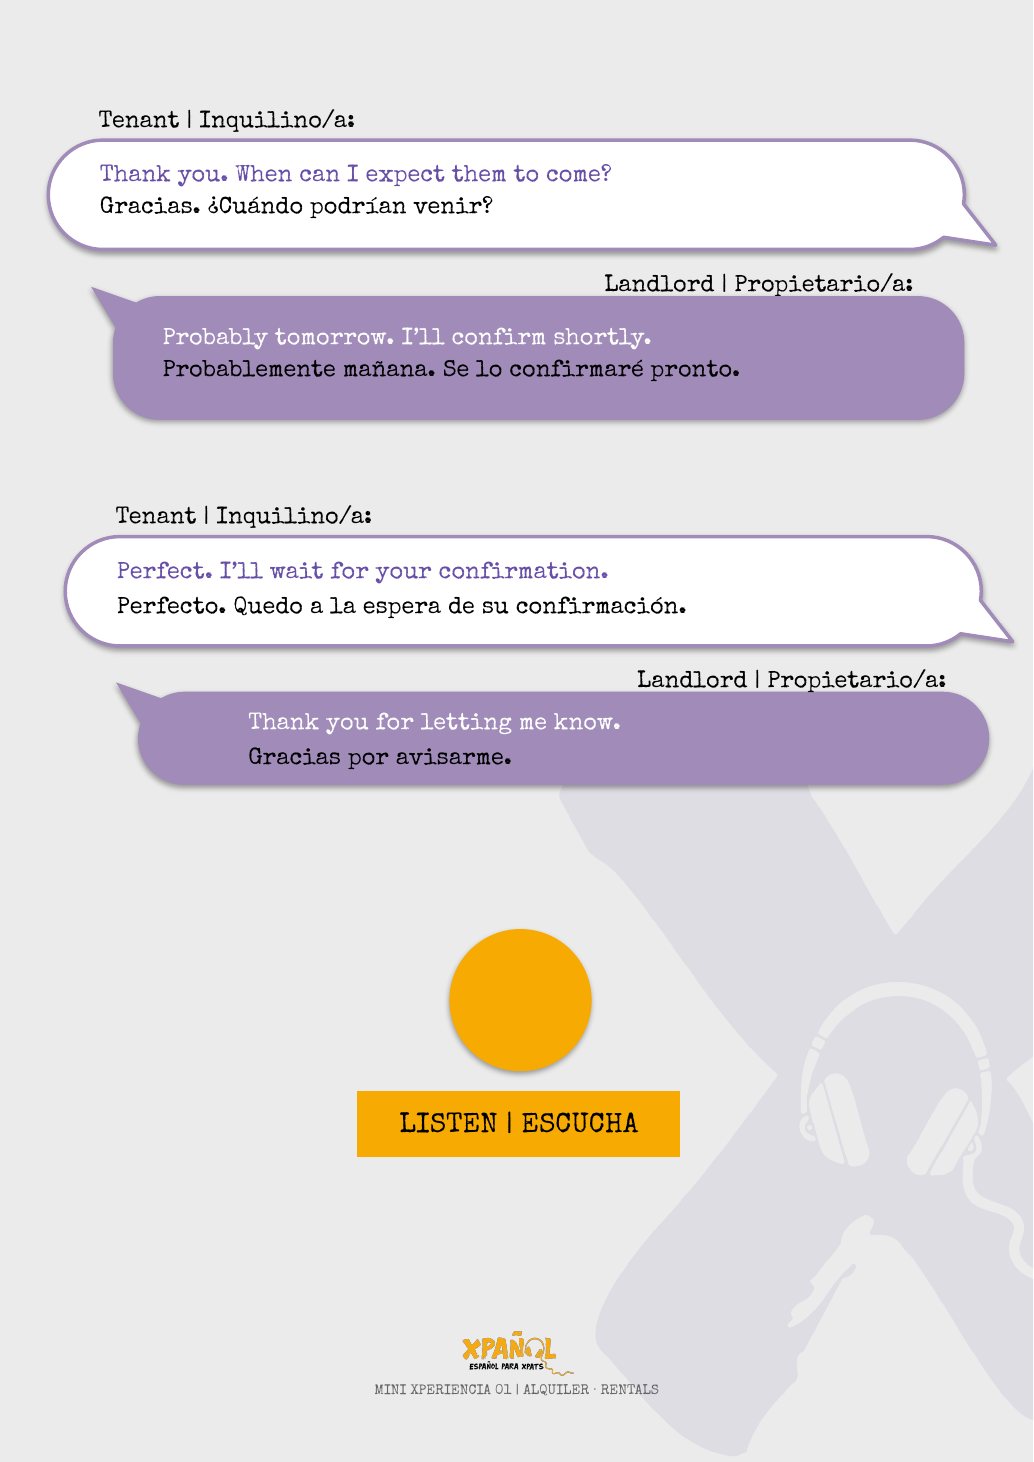 Tenant | Inquilino/a:
Thank you. When can I expect them to come?
Gracias. ¿Cuándo podrían venir?
Landlord | Propietario/a:
Probably tomorrow. I’ll confirm shortly.
Probablemente mañana. Se lo confirmaré pronto.
Tenant | Inquilino/a:
Perfect. I’ll wait for your confirmation.
Perfecto. Quedo a la espera de su confirmación.
Landlord | Propietario/a:
Thank you for letting me know.
Gracias por avisarme.
LISTEN | ESCUCHA
XPAÑOL
ESPAÑOL PARA XPATS
MINI XPERIENCIA 01 | ALQUILER · RENTALS